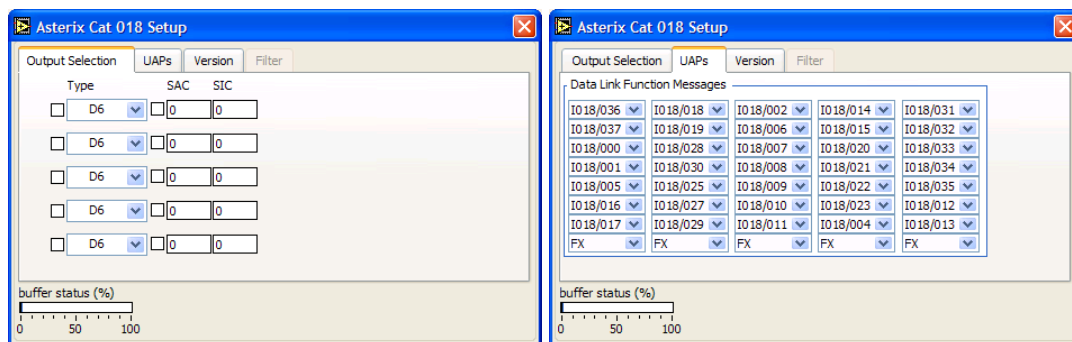 Asterix Cat 018 Setup
Output Selection UAPs Version Filter
Type SAC SIC
D6 0 0
D6 0 0
D6 0 0
D6 0 0
D6 0 0
buffer status (%)
0 50 100
Asterix Cat 018 Setup
Output Selection UAPs Version Filter
Data Link Function Messages
I018/036 I018/018 I018/002 I018/014 I018/031
I018/037 I018/019 I018/006 I018/015 I018/032
I018/000 I018/028 I018/007 I018/020 I018/033
I018/001 I018/030 I018/008 I018/021 I018/034
I018/005 I018/025 I018/009 I018/022 I018/035
I018/016 I018/027 I018/010 I018/023 I018/012
I018/017 I018/029 I018/011 I018/004 I018/013
FX FX FX FX FX
buffer status (%)
0 50 100